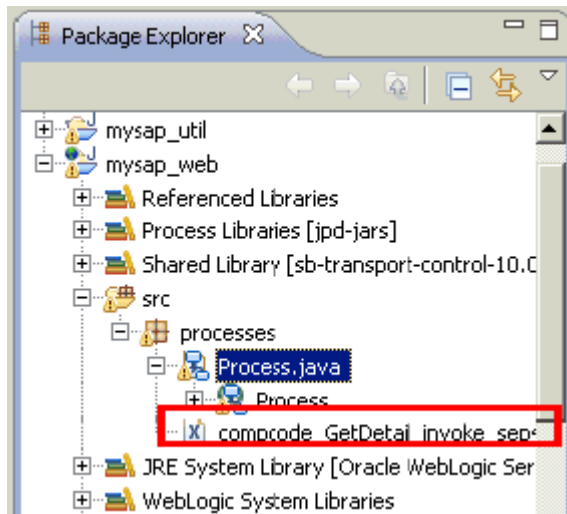 Package Explorer
mysap_util
mysap_web
Referenced Libraries
Process Libraries [jpd-jars]
Shared Library [sb-transport-control-10.0
src
processes
Process.java
Process
compcode_GetDetail_invoke_seps
JRE System Library [Oracle WebLogic Ser
WebLogic System Libraries